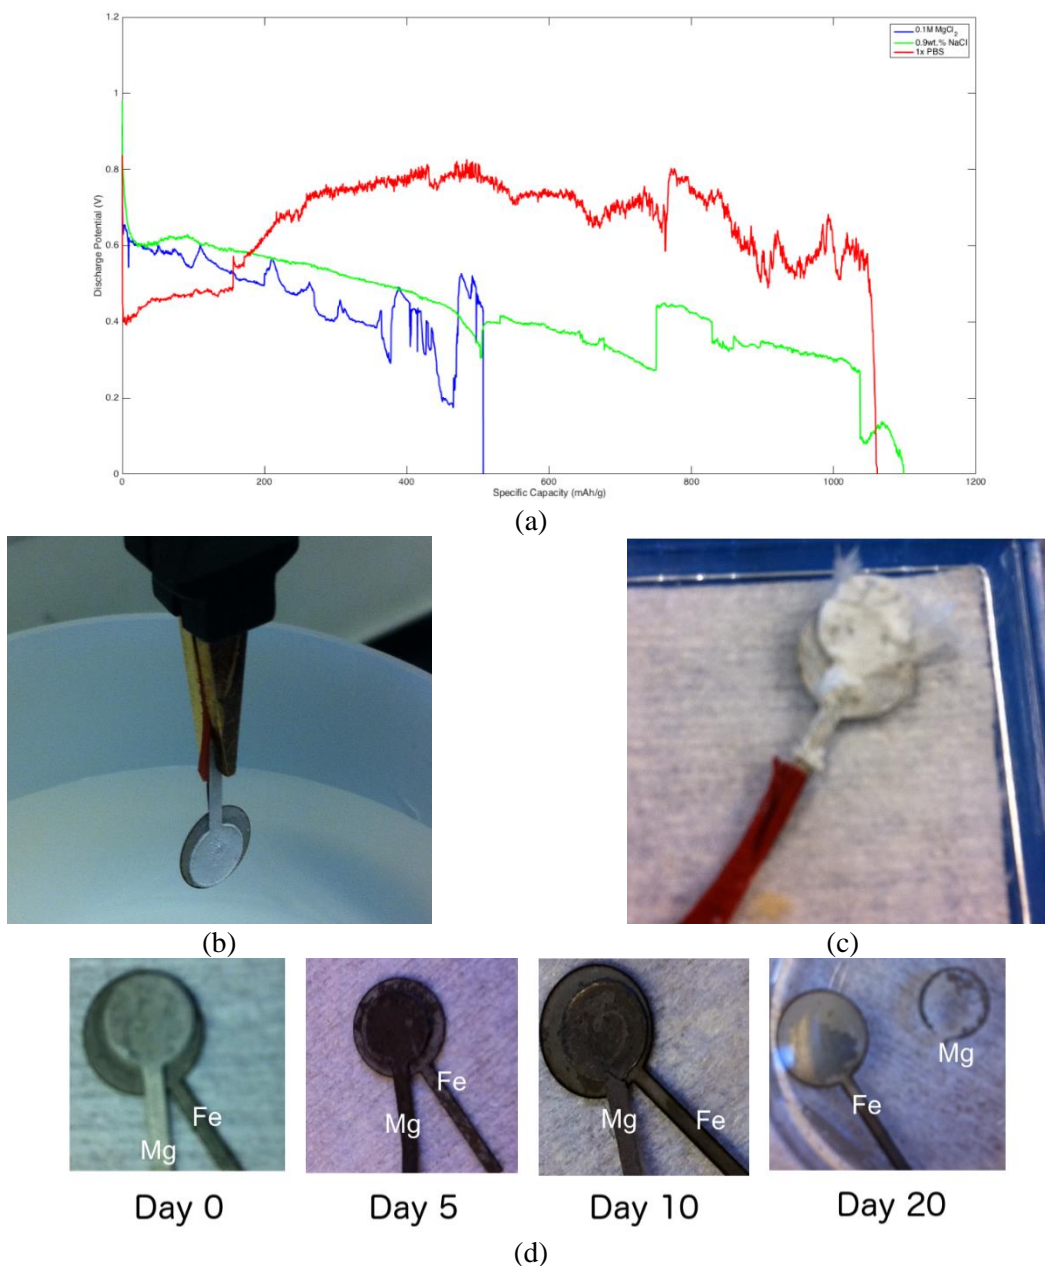 1.2
1
0.8
0.6
0.4
0.2
0
Discharge Potential (V)
0.1M MgCl2
0.9wt.% NaCl
1x PBS
0 200 400 600 800 1000 1200
Specific Capacity (mAh/g)
(a)
(b) (c)
Mg Fe
Mg Fe
Mg Fe
Fe Mg
Day 0 Day 5 Day 10 Day 20
(d)